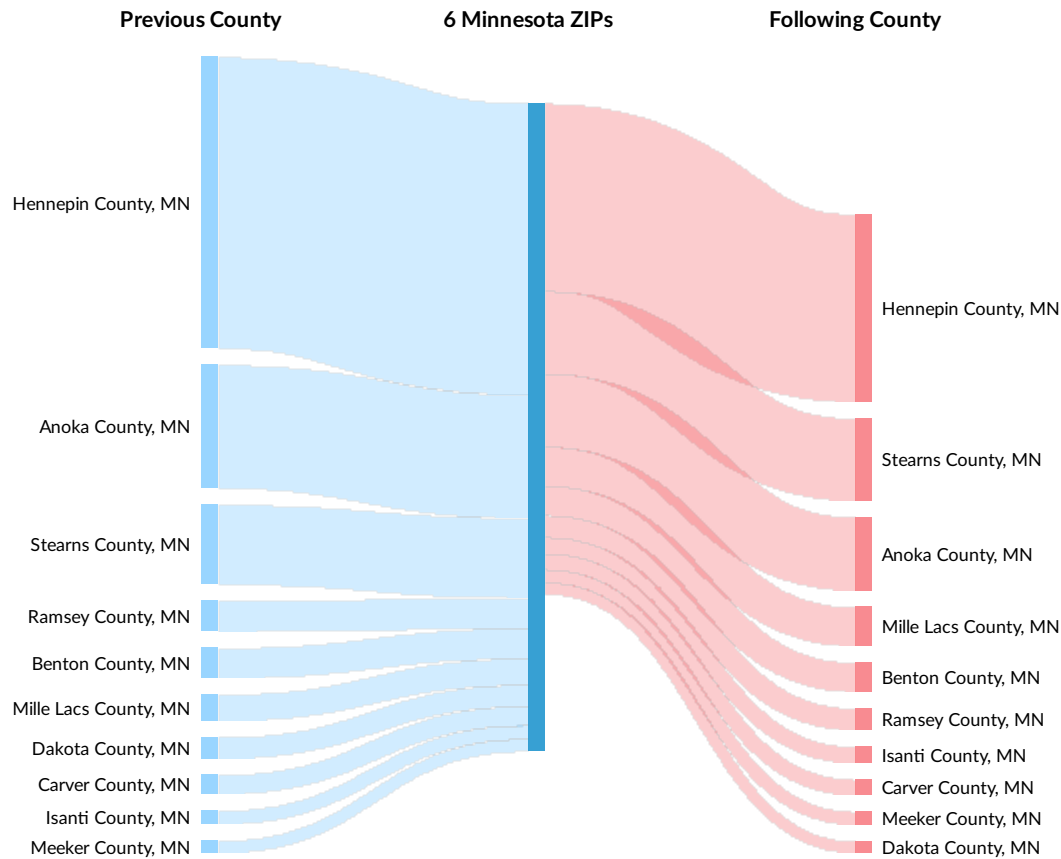 Previous County
6 Minnesota ZIPs
Following County
Hennepin County, MN
Anoka County, MN
Stearns County, MN
Ramsey County, MN
Benton County, MN
Mille Lacs County, MN
Dakota County, MN
Carver County, MN
Isanti County, MN
Meeker County, MN
Hennepin County, MN
Stearns County, MN
Anoka County, MN
Mille Lacs County, MN
Benton County, MN
Ramsey County, MN
Isanti County, MN
Carver County, MN
Meeker County, MN
Dakota County, MN